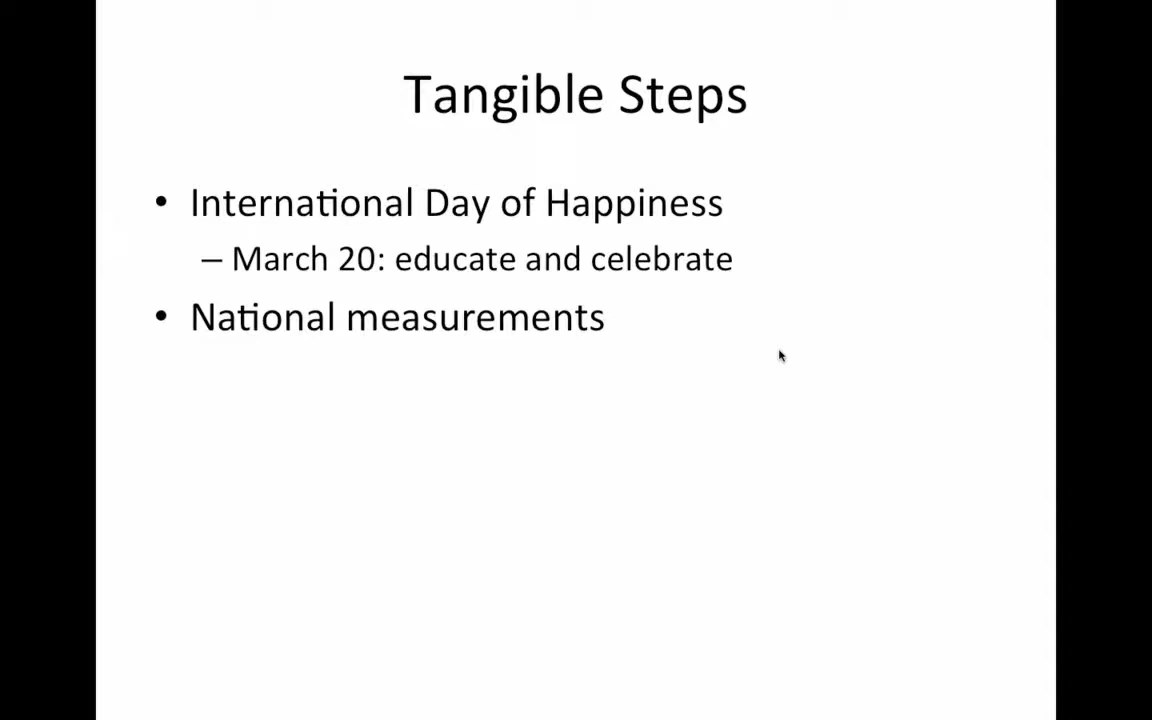 Tangible Steps
• International Day of Happiness
– March 20: educate and celebrate
• National measurements